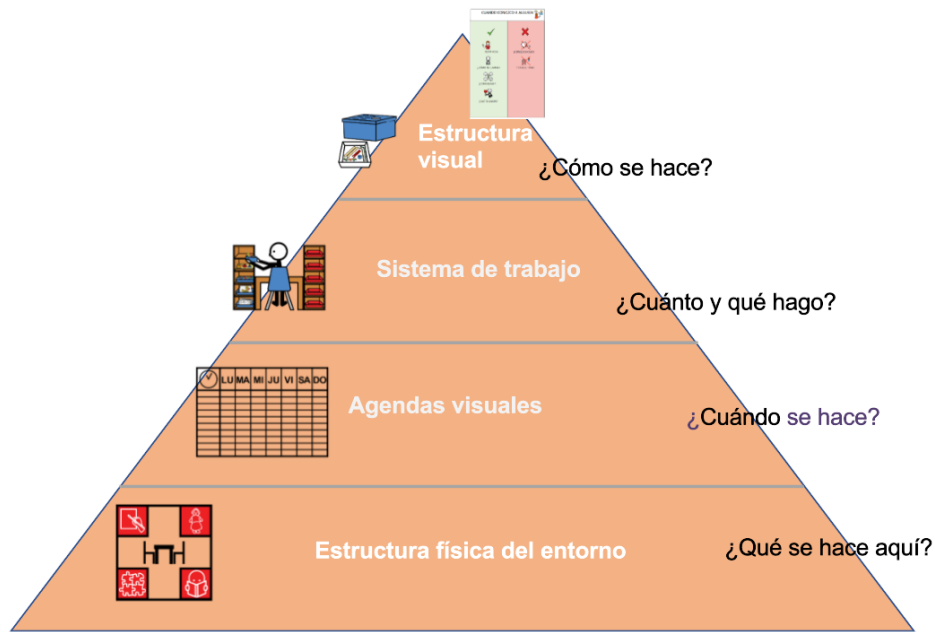 Estructura
visual
¿Cómo se hace?
Sistema de trabajo
¿Cuánto y qué hago?
LU MA MI JU VI SA DO
Agendas visuales
¿Cuándo se hace?
Estructura física del entorno
¿Qué se hace aquí?